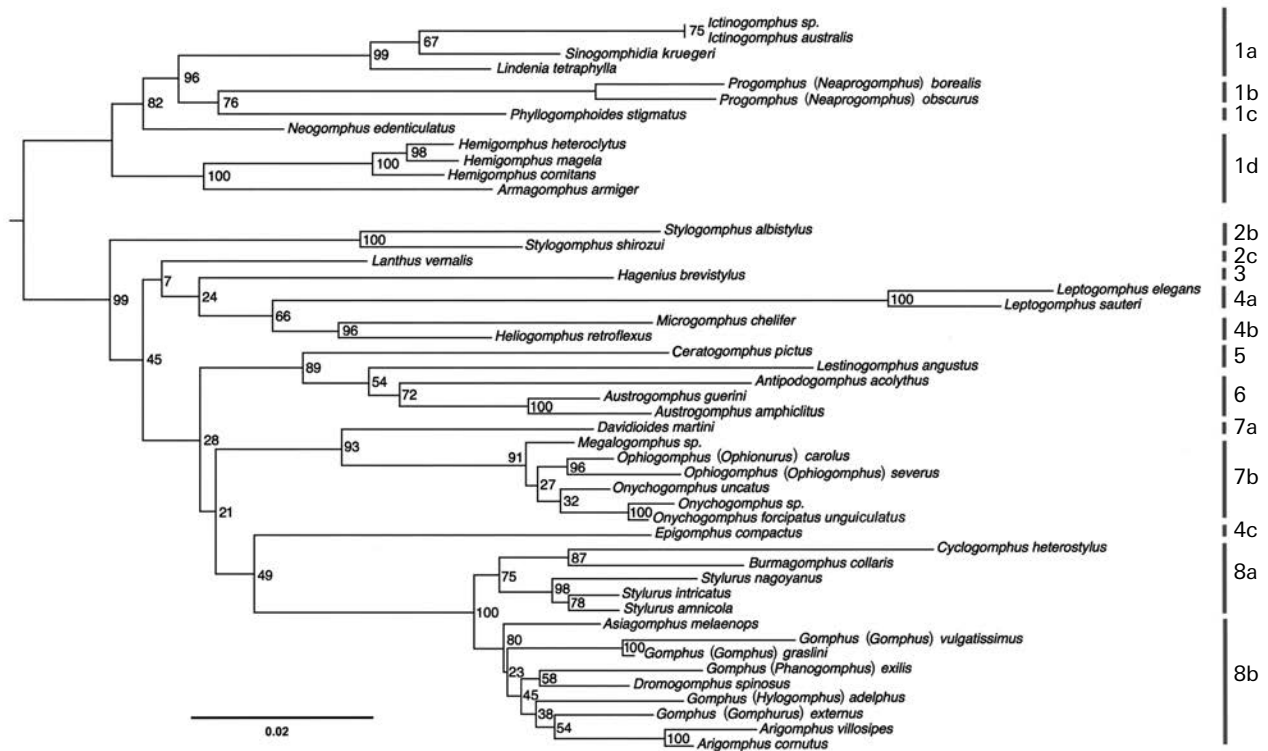 Ictinogomphus sp.
75
Ictinogomphus australis
67
Sinogomphidia kruegeri
99
1a
Lindenia tetraphylla
96
Progomphus (Neaprogomphus) borealis
82
76
1b
Progomphus (Neaprogomphus) obscurus
Phyllogomphoides stigmatus
1c
Neogomphus edenticulatus
Hemigomphus heteroclytus
98
Hemigomphus magela
100
1d
Hemigomphus comitans
100
Armagomphus armiger
Stylogomphus albistylus
2b
100
Stylogomphus shirozui
Lanthus vernalis
2c
7
Hagenius brevistylus
3
24
Leptogomphus elegans
99
100
4a
Leptogomphus sauteri
66
Microgomphus chelifer
96
4b
Heliogomphus retroflexus
45
Ceratogomphus pictus
5
89
Lestinogomphus angustus
54
Antipodogomphus acolythus
72
Austrogomphus guerini
6
100
Austrogomphus amphiclitus
Davidioides martini
7a
28
93
Megalogomphus sp.
91
Ophiogomphus (Ophionurus) carolus
96
Ophiogomphus (Ophiogomphus) severus
27
7b
Onychogomphus uncatus
32
Onychogomphus sp.
21
100
Onychogomphus forcipatus unguiculatus
Epigomphus compactus
4c
Cyclogomphus heterostylus
87
Burmagomphus collaris
49
75
8a
Stylurus nagoyanus
98
Stylurus intricatus
78
Stylurus amnicola
100
Asiagomphus melaenops
80
Gomphus (Gomphus) vulgatissimus
100
Gomphus (Gomphus) graslini
23
Gomphus (Phanogomphus) exilis
58
8b
Dromogomphus spinosus
45
Gomphus (Hylogomphus) adelphus
38
Gomphus (Gomphurus) externus
54
Arigomphus villosipes
100
Arigomphus cornutus
0.02